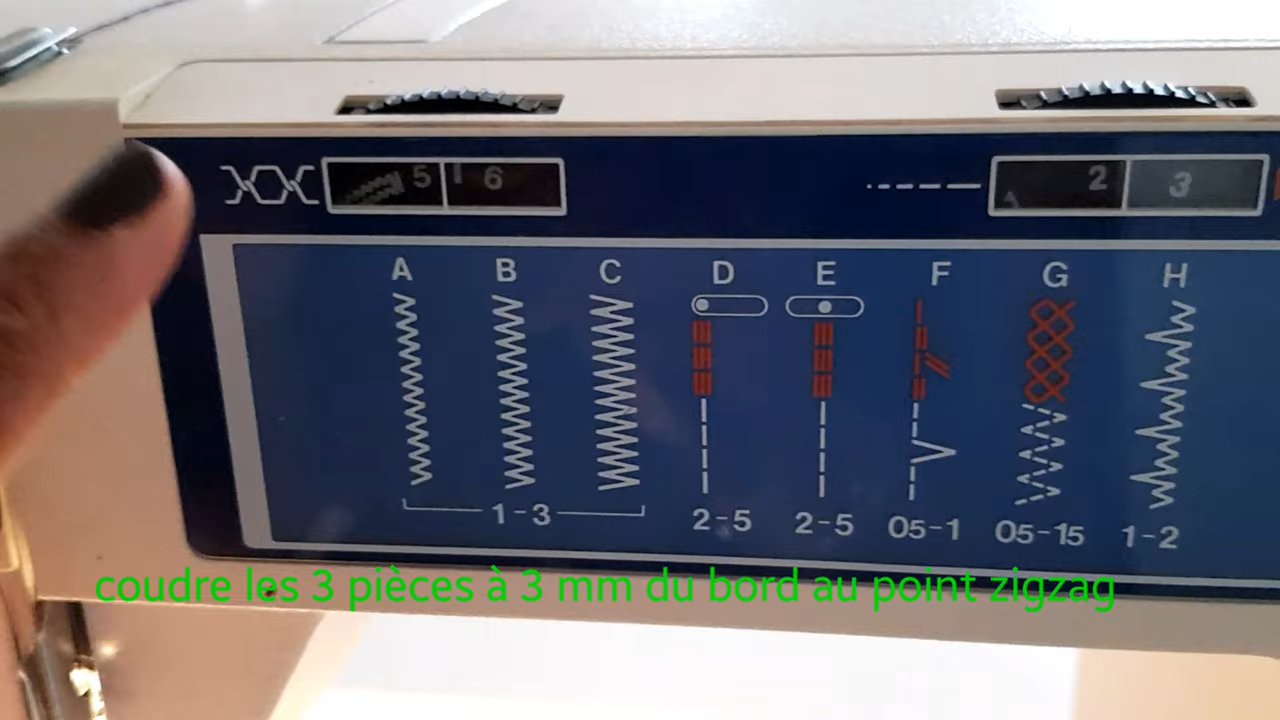 5 6 2 3
A B C D E F G H
1-3 2-5 2-5 05-1 05-15 1-2
coudre les 3 pièces à 3 mm du bord au point zigzag